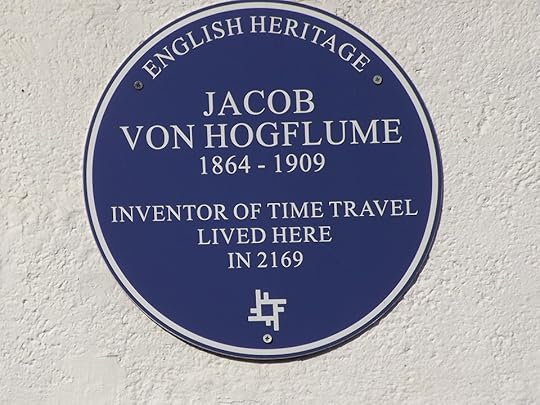 ENGLISH HERITAGE
JACOB
VON HOGFLUME
1864 - 1909
INVENTOR OF TIME TRAVEL
LIVED HERE
IN 2169